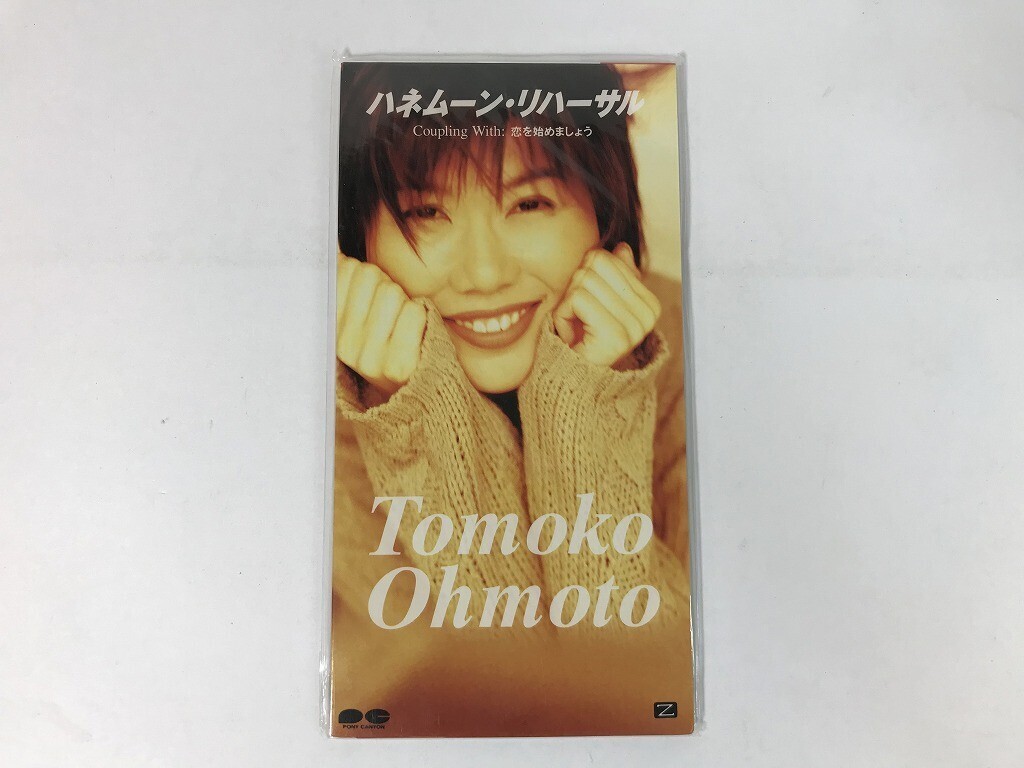 ハネムーン・リハーサル
Coupling With: 恋を始めましょう
Tomoko
Ohmoto
PONY CANYON
Z